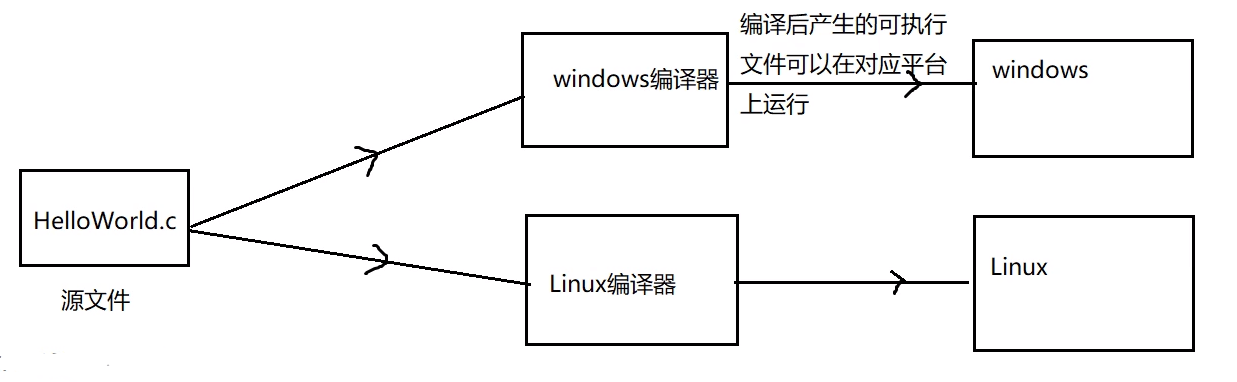 编译后产生的可执行
文件可以在对应平台
上运行
windows编译器
windows
HelloWorld.c
源文件
Linux编译器
Linux